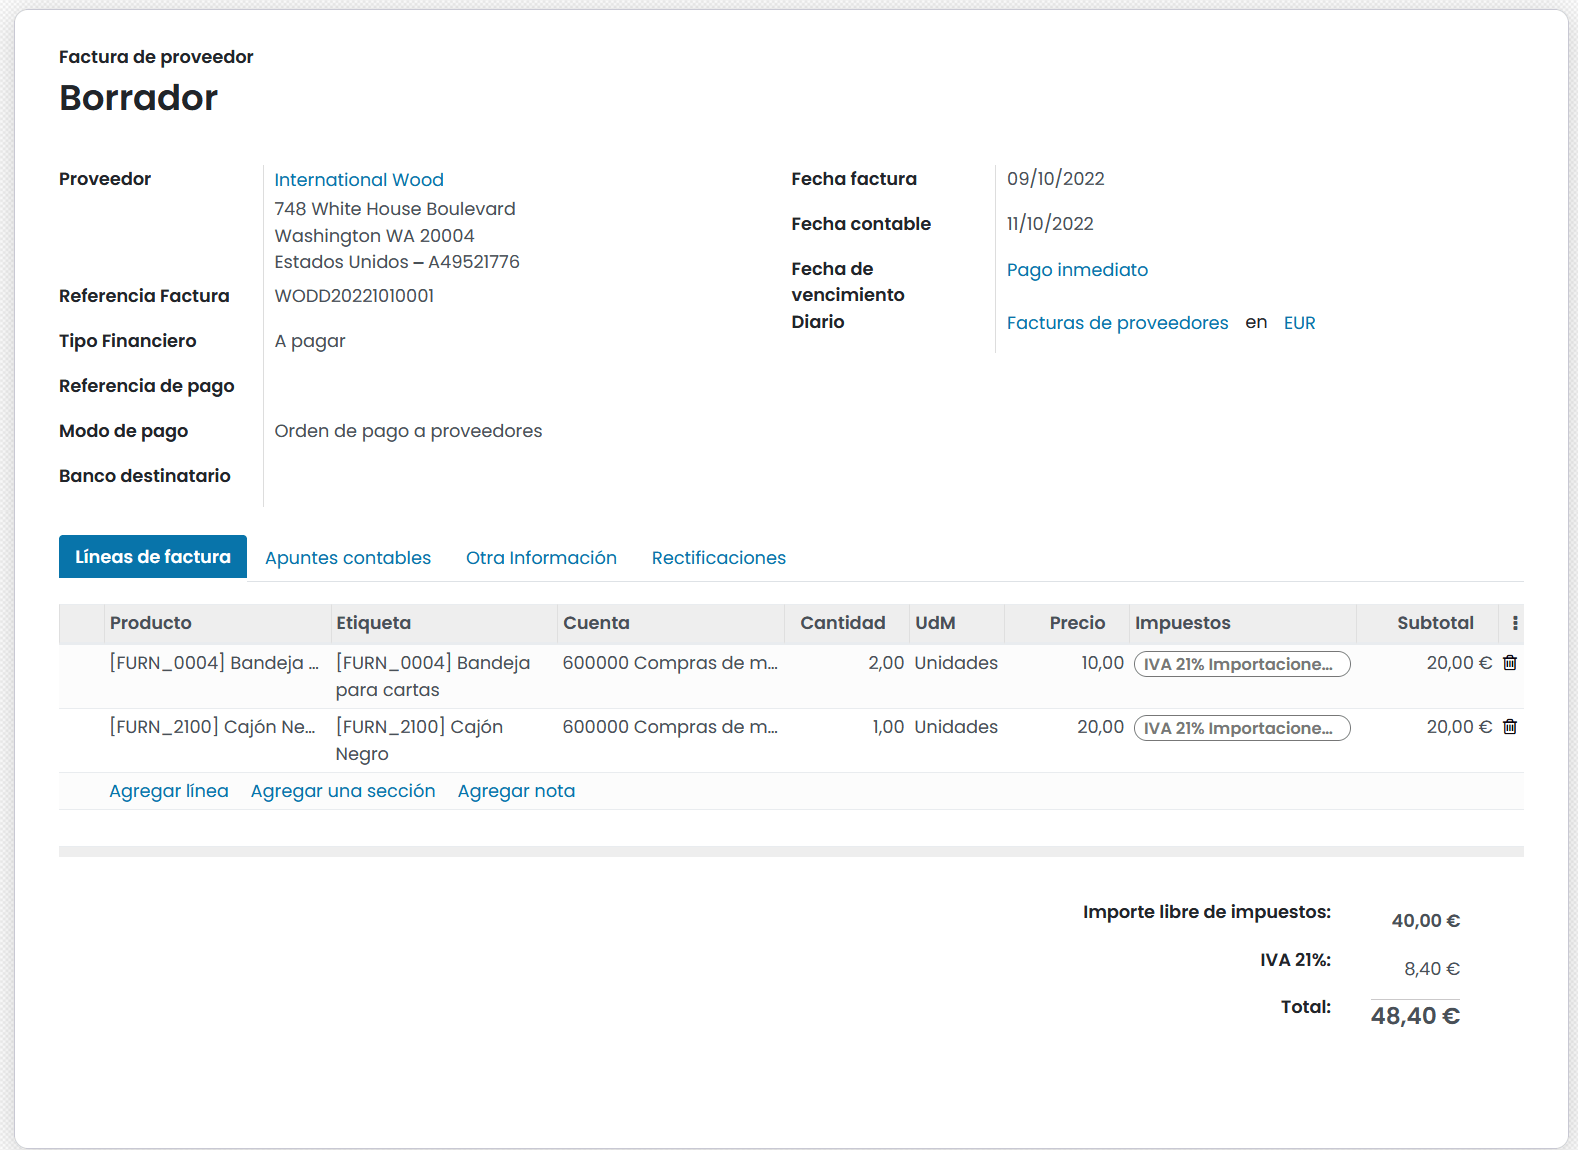 Factura de proveedor
Borrador
Proveedor
International Wood
748 White House Boulevard
Washington WA 20004
Estados Unidos – A49521776
Referencia Factura WODD20221010001
Tipo Financiero A pagar
Referencia de pago
Modo de pago Orden de pago a proveedores
Banco destinatario
Fecha factura 09/10/2022
Fecha contable 11/10/2022
Fecha de vencimiento Pago inmediato
Diario Facturas de proveedores en EUR
Líneas de factura Apuntes contables Otra Información Rectificaciones
Producto Etiqueta Cuenta Cantidad UdM Precio Impuestos Subtotal
[FURN_0004] Bandeja ... [FURN_0004] Bandeja para cartas 600000 Compras de m... 2,00 Unidades 10,00 IVA 21% Importacione... 20,00 €
[FURN_2100] Cajón Ne... [FURN_2100] Cajón Negro 600000 Compras de m... 1,00 Unidades 20,00 IVA 21% Importacione... 20,00 €
Agregar línea Agregar una sección Agregar nota
Importe libre de impuestos: 40,00 €
IVA 21%: 8,40 €
Total: 48,40 €